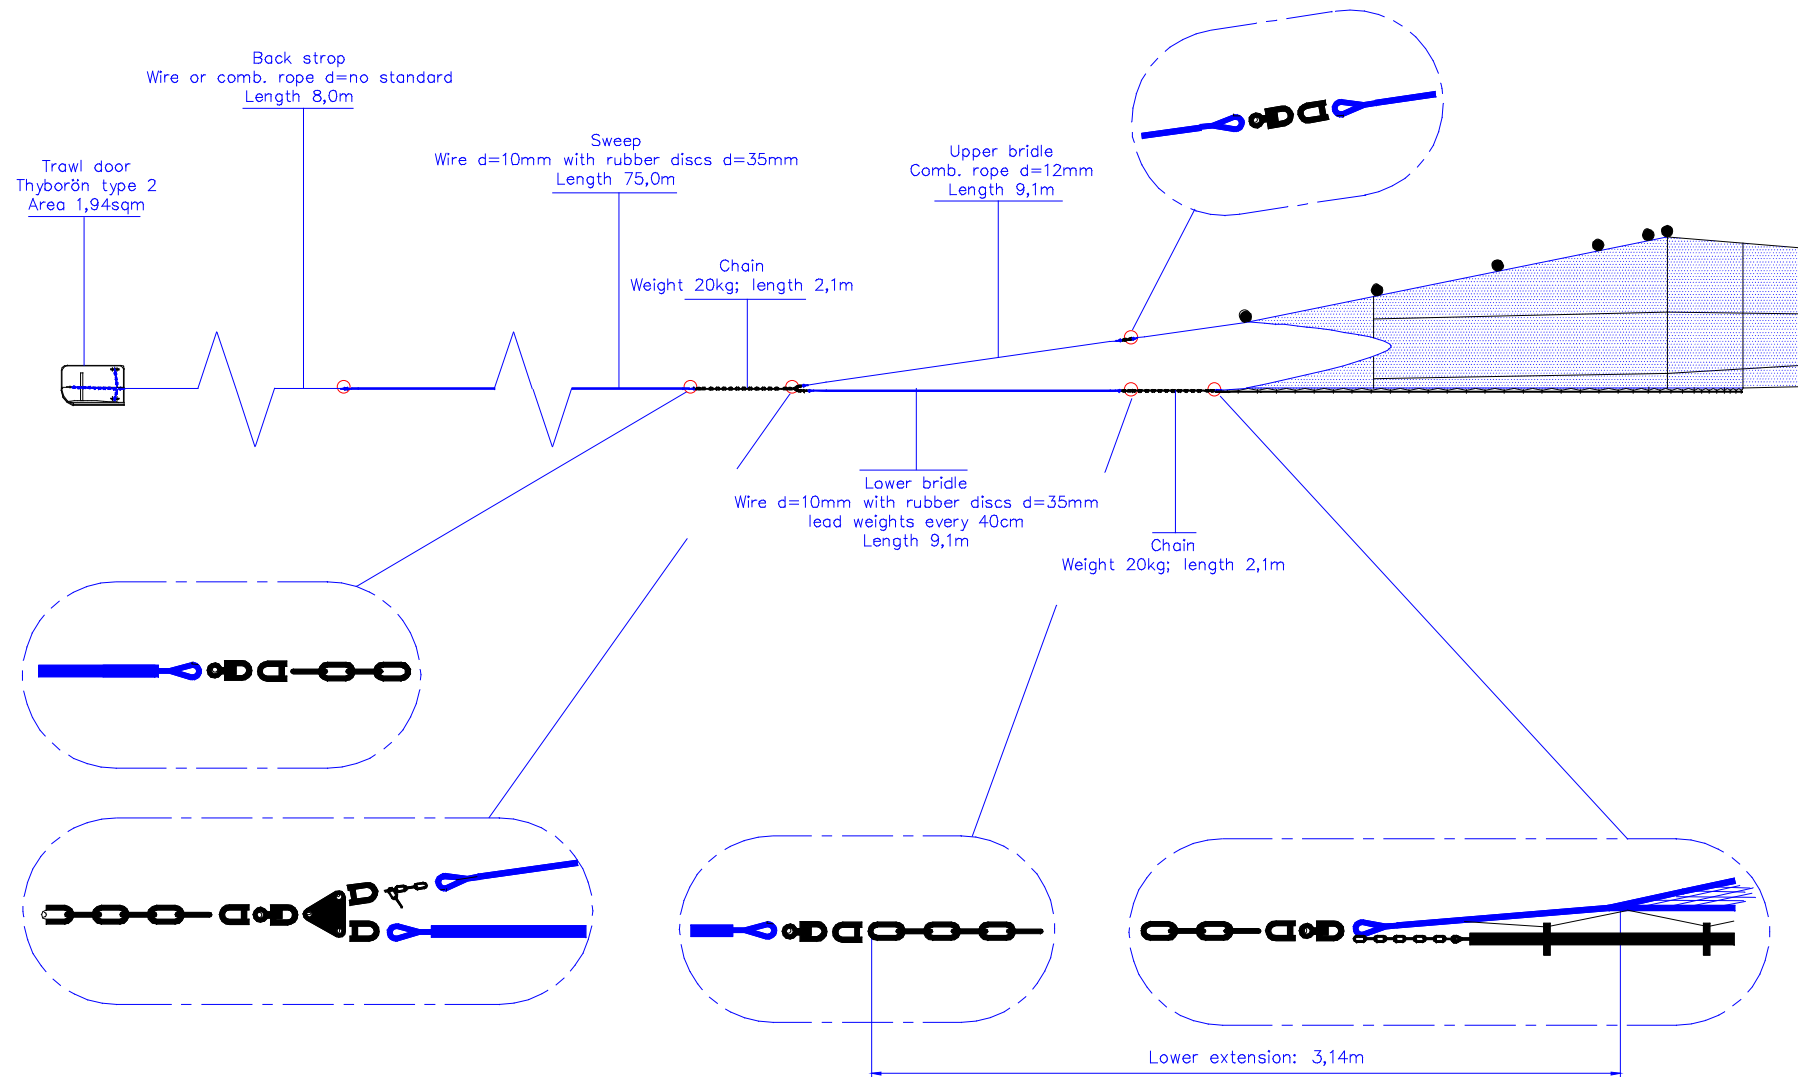 Back strop
Wire or comb. rope d=no standard
Length 8,0m
Sweep
Wire d=10mm with rubber discs d=35mm
Length 75,0m
Upper bridle
Comb. rope d=12mm
Length 9,1m
Trawl door
Thyborön type 2
Area 1,94sqm
Chain
Weight 20kg; length 2,1m
Lower bridle
Wire d=10mm with rubber discs d=35mm
lead weights every 40cm
Length 9,1m
Chain
Weight 20kg; length 2,1m
Lower extension: 3,14m